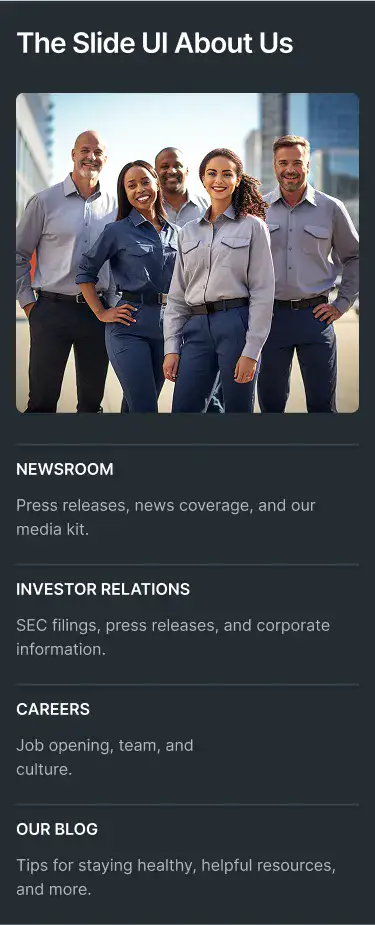 The Slide UI About Us
NEWSROOM
Press releases, news coverage, and our
media kit.
INVESTOR RELATIONS
SEC filings, press releases, and corporate
information.
CAREERS
Job opening, team, and
culture.
OUR BLOG
Tips for staying healthy, helpful resources,
and more.